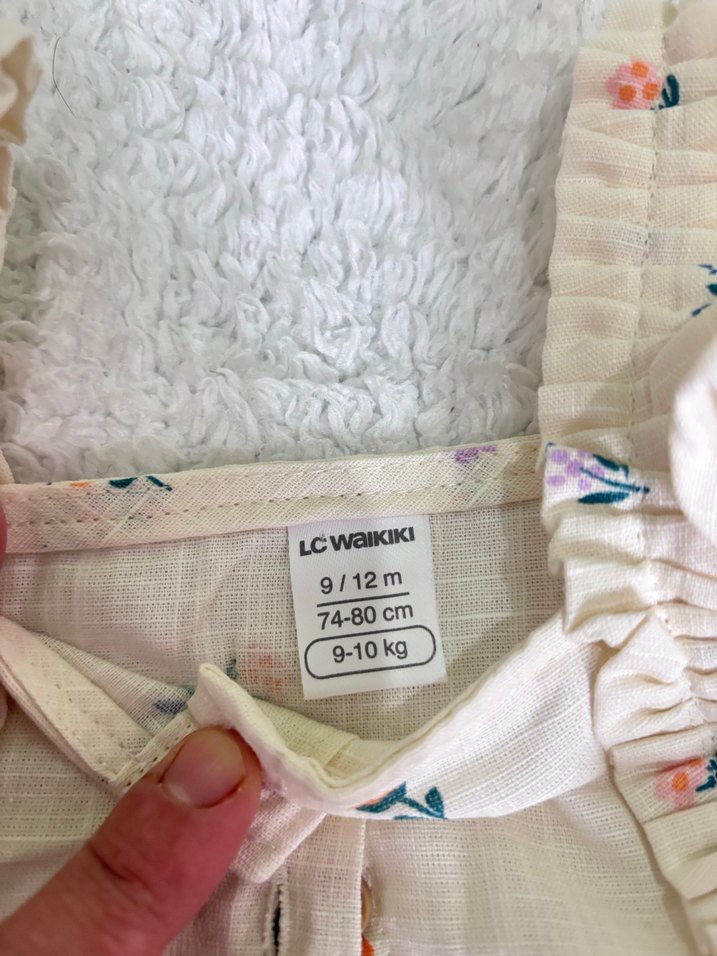 LC WAIKIKI
9 / 12 m
74-80 cm
9-10 kg